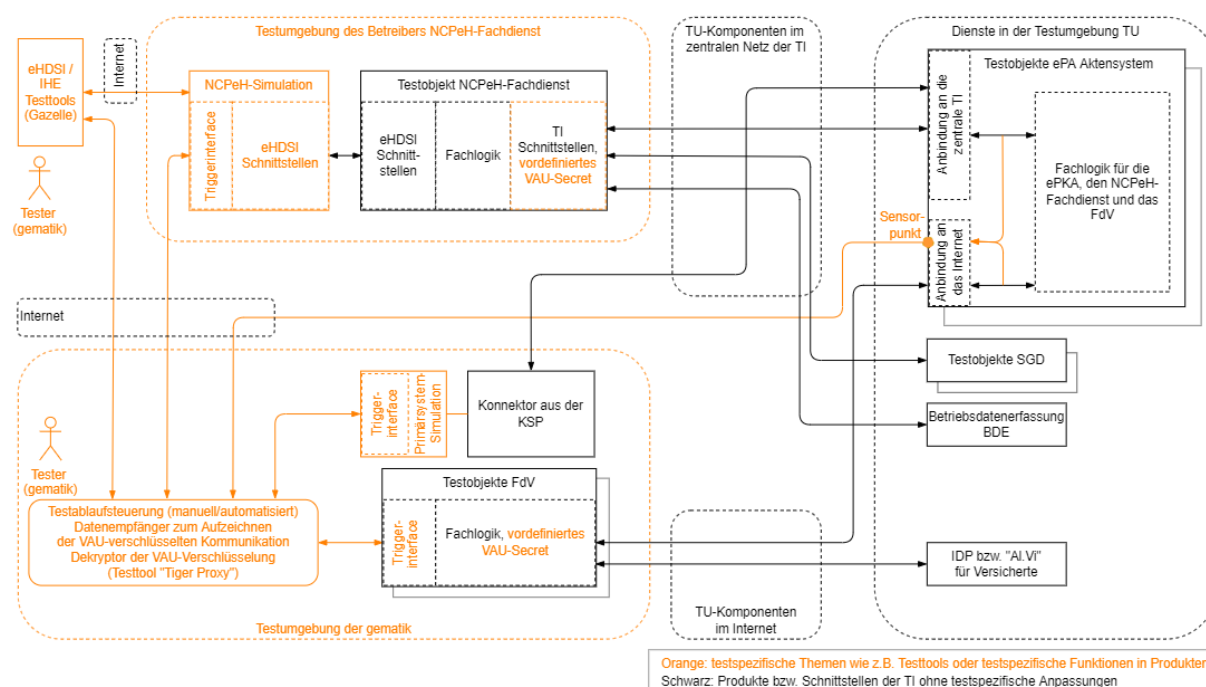 Testumgebung des Betreibers NCPeH-Fachdienst
TU-Komponenten im
zentralen Netz der TI
Dienste in der Testumgebung TU
eHDSI /
IHE
Testtools
(Gazelle)
Internet
NCPeH-Simulation
Triggerinterface
eHDSI
Schnittstellen
Testobjekt NCPeH-Fachdienst
eHDSI
Schnitt-
stellen
Fachlogik
TI
Schnittstellen,
vordefiniertes
VAU-Secret
Testobjekte ePA Aktensystem
Anbindung an die
zentrale TI
Fachlogik für die
ePKA, den NCPeH-
Fachdienst und das
FdV
Anbindung an
das Internet
Sensor-
punkt
Tester
(gematik)
Internet
Testobjekte SGD
Betriebsdatenerfassung
BDE
Trigger-
interface
Primärsystem-
Simulation
Konnektor aus der
KSP
Tester
(gematik)
Testablaufsteuerung (manuell/automatisiert)
Datenempfänger zum Aufzeichnen
der VAU-verschlüsselten Kommunikation
Dekryptor der VAU-Verschlüsselung
(Testtool "Tiger Proxy")
Testobjekte FdV
Trigger-
interface
Fachlogik, vordefiniertes
VAU-Secret
IDP bzw. "Al.Vi"
für Versicherte
TU-Komponenten
im Internet
Testumgebung der gematik
Orange: testspezifische Themen wie z.B. Testtools oder testspezifische Funktionen in Produkten
Schwarz: Produkte bzw. Schnittstellen der TI ohne testspezifische Anpassungen